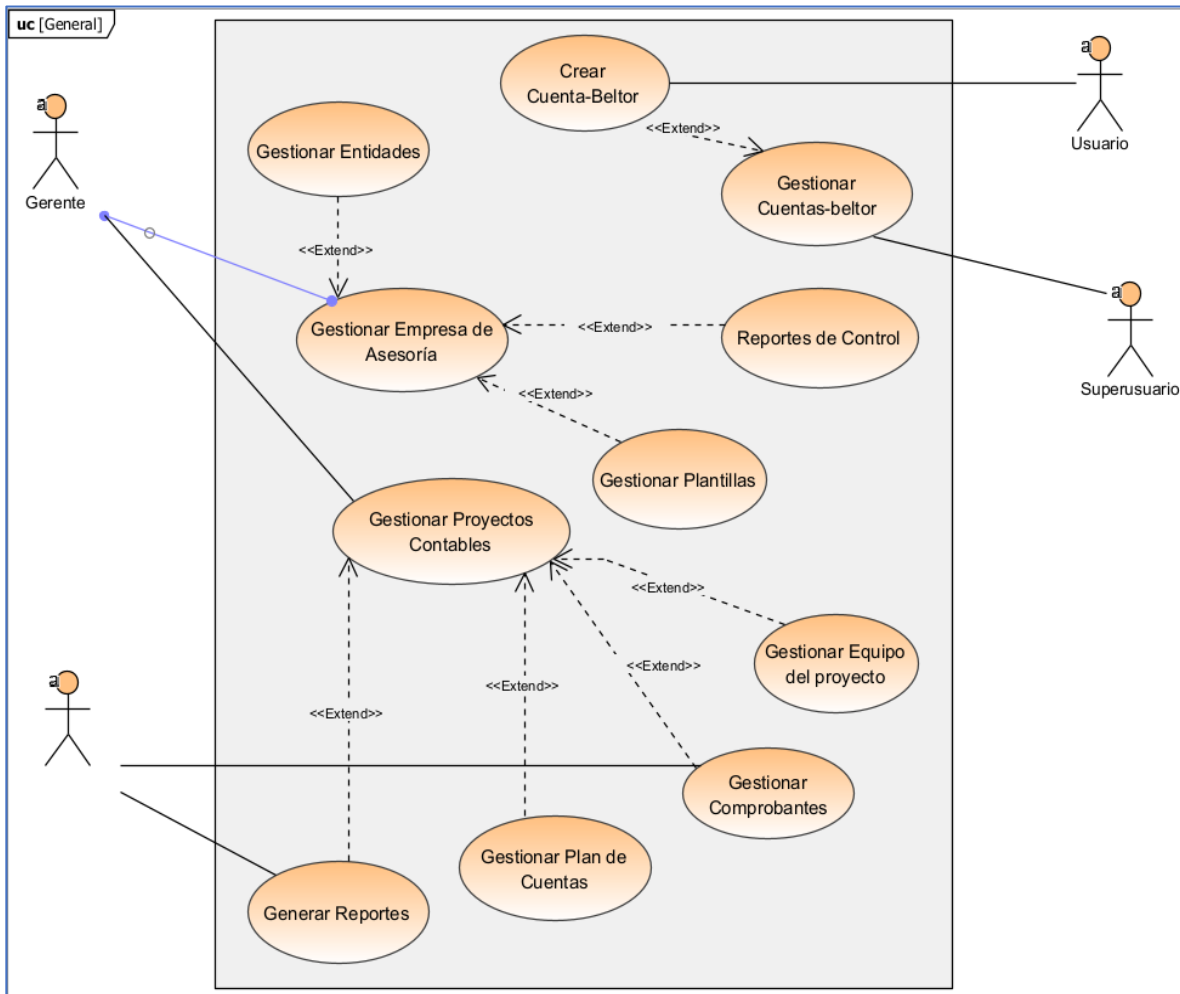 uc [General]
a
Gerente
a
Usuario
a
Superusuario
a
Crear
Cuenta-Beltor
<<Extend>>
Gestionar
Cuentas-beltor
Gestionar Entidades
<<Extend>>
Gestionar Empresa de
Asesoría
<<Extend>>
Reportes de Control
<<Extend>>
Gestionar Plantillas
Gestionar Proyectos
Contables
<<Extend>>
Gestionar Equipo
del proyecto
<<Extend>>
<<Extend>>
<<Extend>>
Gestionar
Comprobantes
Gestionar Plan de
Cuentas
Generar Reportes